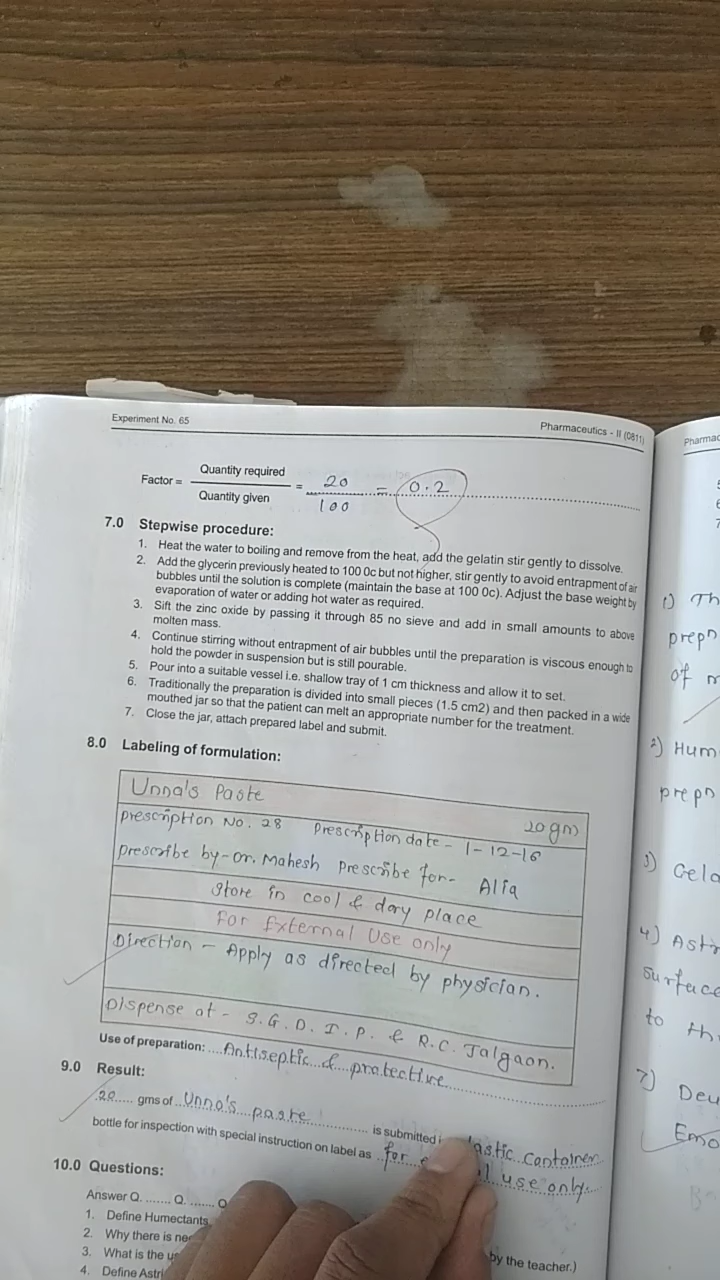 Experiment No. 65
Pharmaceutics - II (0811)
Factor = Quantity required / Quantity given = 20 / 100 = 0.2
7.0 Stepwise procedure:
1. Heat the water to boiling and remove from the heat, add the gelatin stir gently to dissolve.
2. Add the glycerin previously heated to 100 0c but not higher, stir gently to avoid entrapment of air
bubbles until the solution is complete (maintain the base at 100 0c). Adjust the base weight by
evaporation of water or adding hot water as required.
3. Sift the zinc oxide by passing it through 85 no sieve and add in small amounts to above
molten mass.
4. Continue stirring without entrapment of air bubbles until the preparation is viscous enough to
hold the powder in suspension but is still pourable.
5. Pour into a suitable vessel i.e. shallow tray of 1 cm thickness and allow it to set.
6. Traditionally the preparation is divided into small pieces (1.5 cm2) and then packed in a wide
mouthed jar so that the patient can melt an appropriate number for the treatment.
7. Close the jar, attach prepared label and submit.
8.0 Labeling of formulation:
Unna's Paste 20 gm
Prescription No. 28 Prescription date - 1-12-16
Prescribe by- Dr. Mahesh Prescribe for- Alia
Store in cool & dary place
For External Use only
Direction - Apply as directed by physician.
Dispense at - S.G.D.I.P. & R.C. Jalgaon.
Use of preparation: Antiseptic & protective
9.0 Result:
20 gms of Unna's paste is submitted Container
bottle for inspection with special instruction on label as for use only.
10.0 Questions:
Answer Q. ....... Q. ....... by the teacher.)
1. Define Humectants
2. Why there is
3. What is the
4. Define
1) Th
prepn
of
2) Hum
prepn
3) Gela
4) Ast
surface
to th
7) Deu
Emo